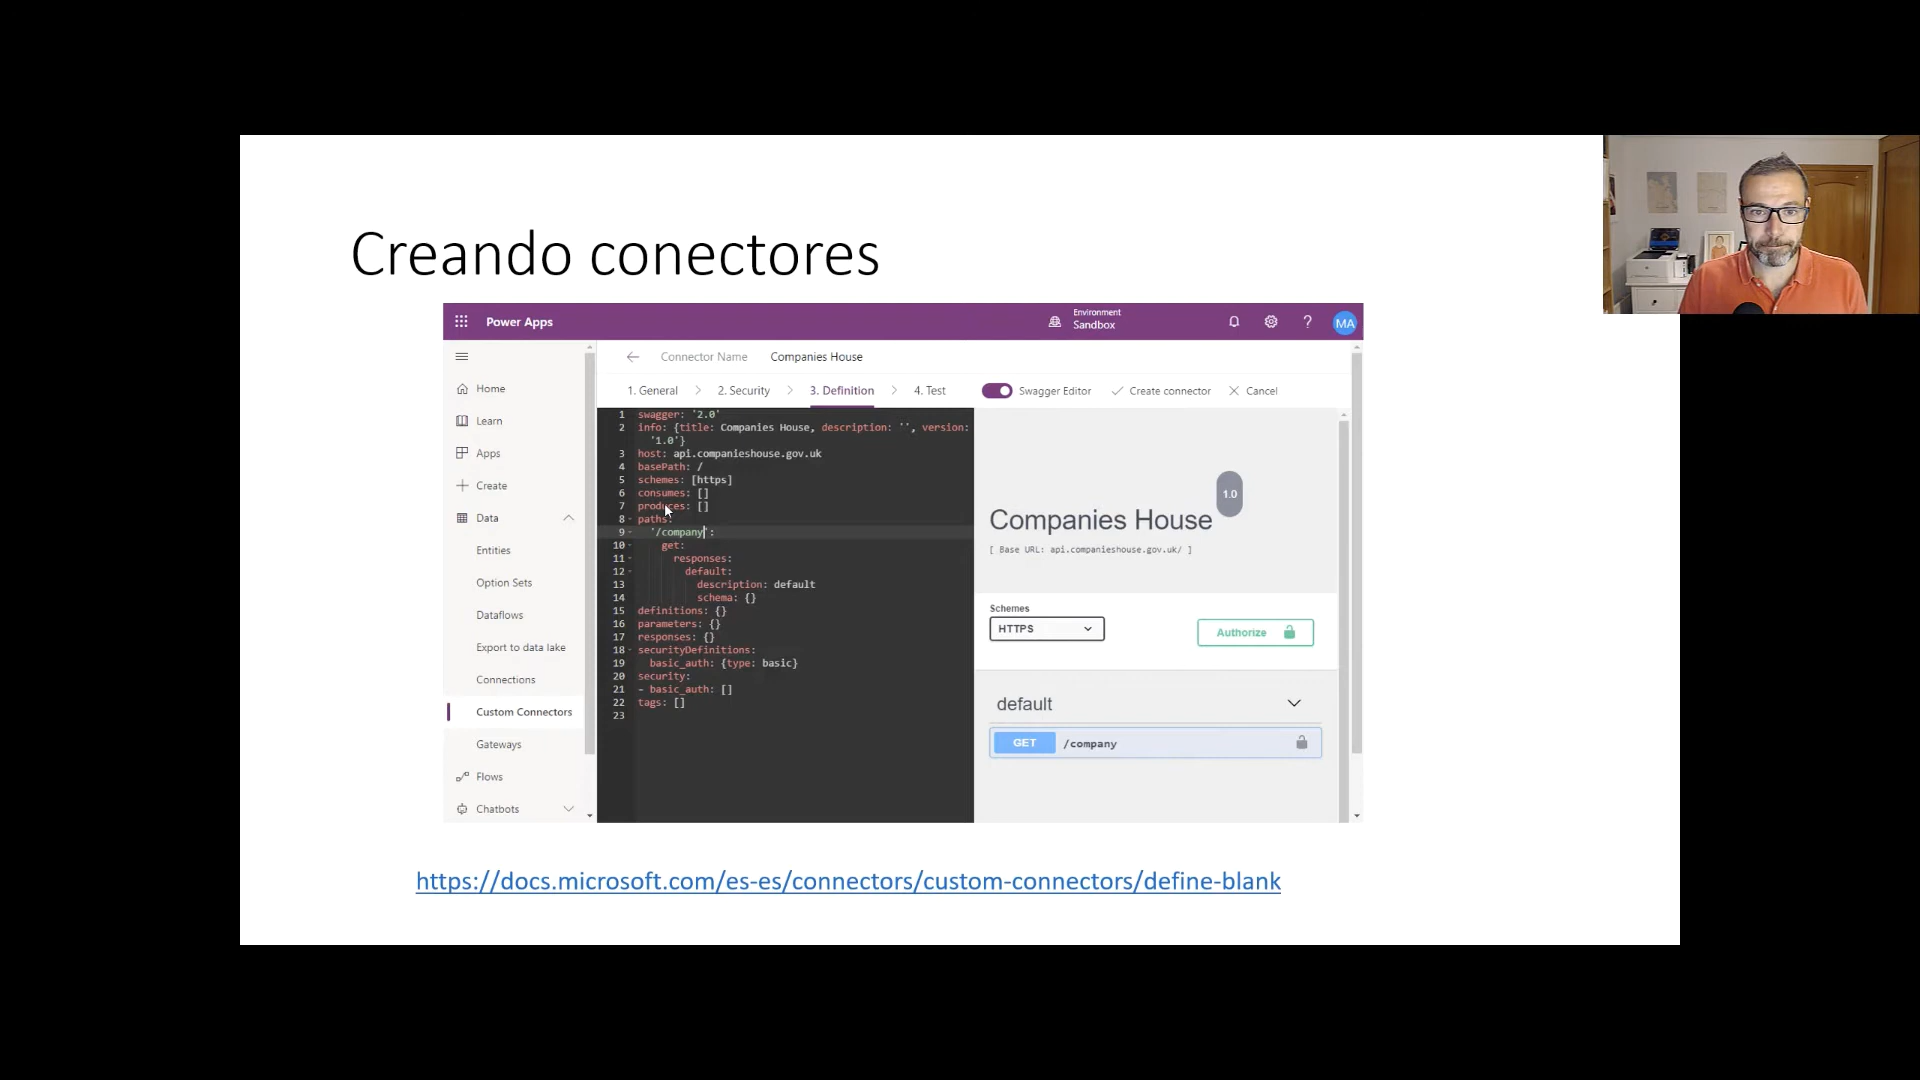 Creando conectores
Power Apps
Environment
Sandbox
MA
Connector Name Companies House
1. General 2. Security 3. Definition 4. Test Swagger Editor Create connector Cancel
Home
Learn
Apps
Create
Data
Entities
Option Sets
Dataflows
Export to data lake
Connections
Custom Connectors
Gateways
Flows
Chatbots
1 swagger: '2.0'
2 info: {title: Companies House, description: '', version:
'1.0'}
3 host: api.companieshouse.gov.uk
4 basePath: /
5 schemes: [https]
6 consumes: []
7 produces: []
8 paths:
9 '/company':
10 get:
11 responses:
12 default:
13 description: default
14 schema: {}
15 definitions: {}
16 parameters: {}
17 responses: {}
18 securityDefinitions:
19 basic_auth: {type: basic}
20 security:
21 - basic_auth: []
22 tags: []
23
1.0
Companies House
[ Base URL: api.companieshouse.gov.uk/ ]
Schemes
HTTPS
Authorize
default
GET /company
https://docs.microsoft.com/es-es/connectors/custom-connectors/define-blank